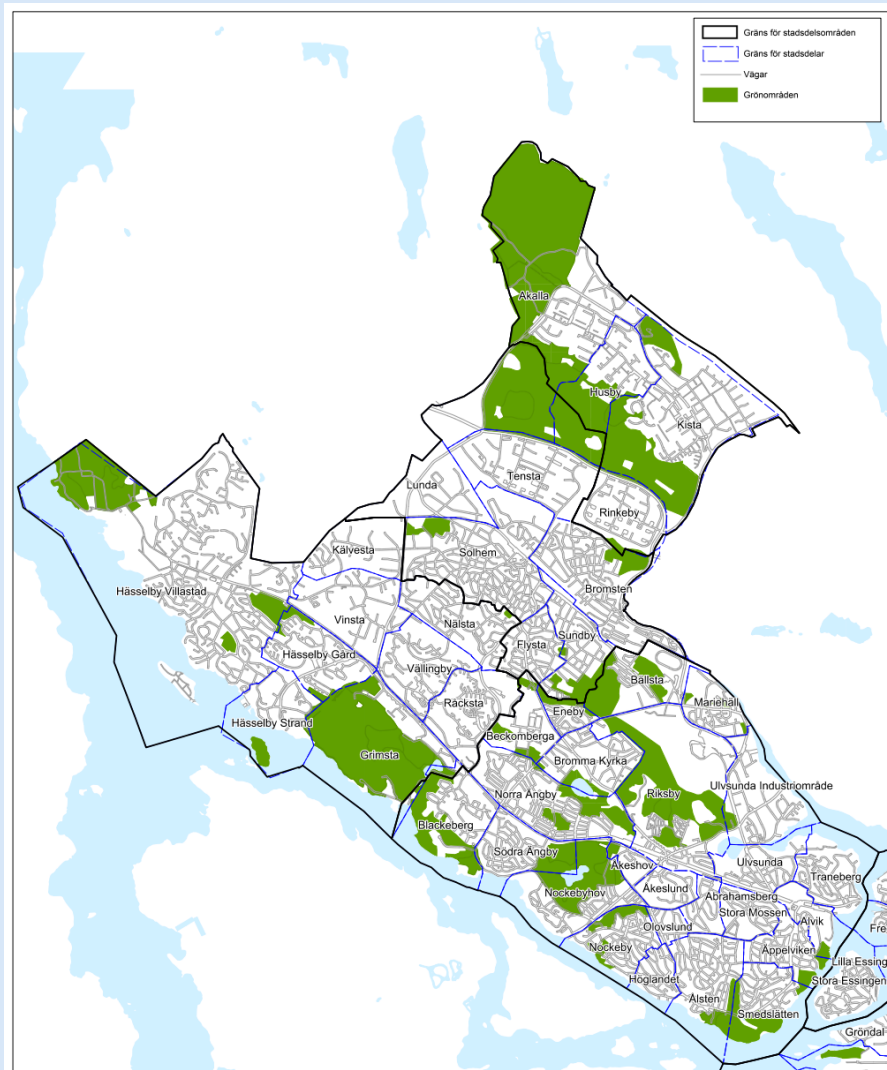 Gräns för stadsdelsområden
Gräns för stadsdelar
Vägar
Grönområden
Akalla
Husby
Kista
Tensta
Lunda
Rinkeby
Kälvesta
Solhem
Hässelby Villastad
Bromsten
Vinsta
Nälsta
Flysta
Sundby
Hässelby Gård
Vällingby
Ballsta
Råcksta
Mariehäll
Hässelby Strand
Eneby
Beckomberga
Grimsta
Bromma Kyrka
Ulvsunda Industriområde
Norra Ängby
Riksby
Blackeberg
Södra Ängby
Åkeshov
Ulvsunda
Traneberg
Nockebyhov
Åkeslund
Abrahamsberg
Stora Mossen
Alvik
Olovslund
Fre
Nockeby
Äppelviken
Lilla Essing
Höglandet
Stora Essingen
Ålsten
Smedslätten
Gröndal